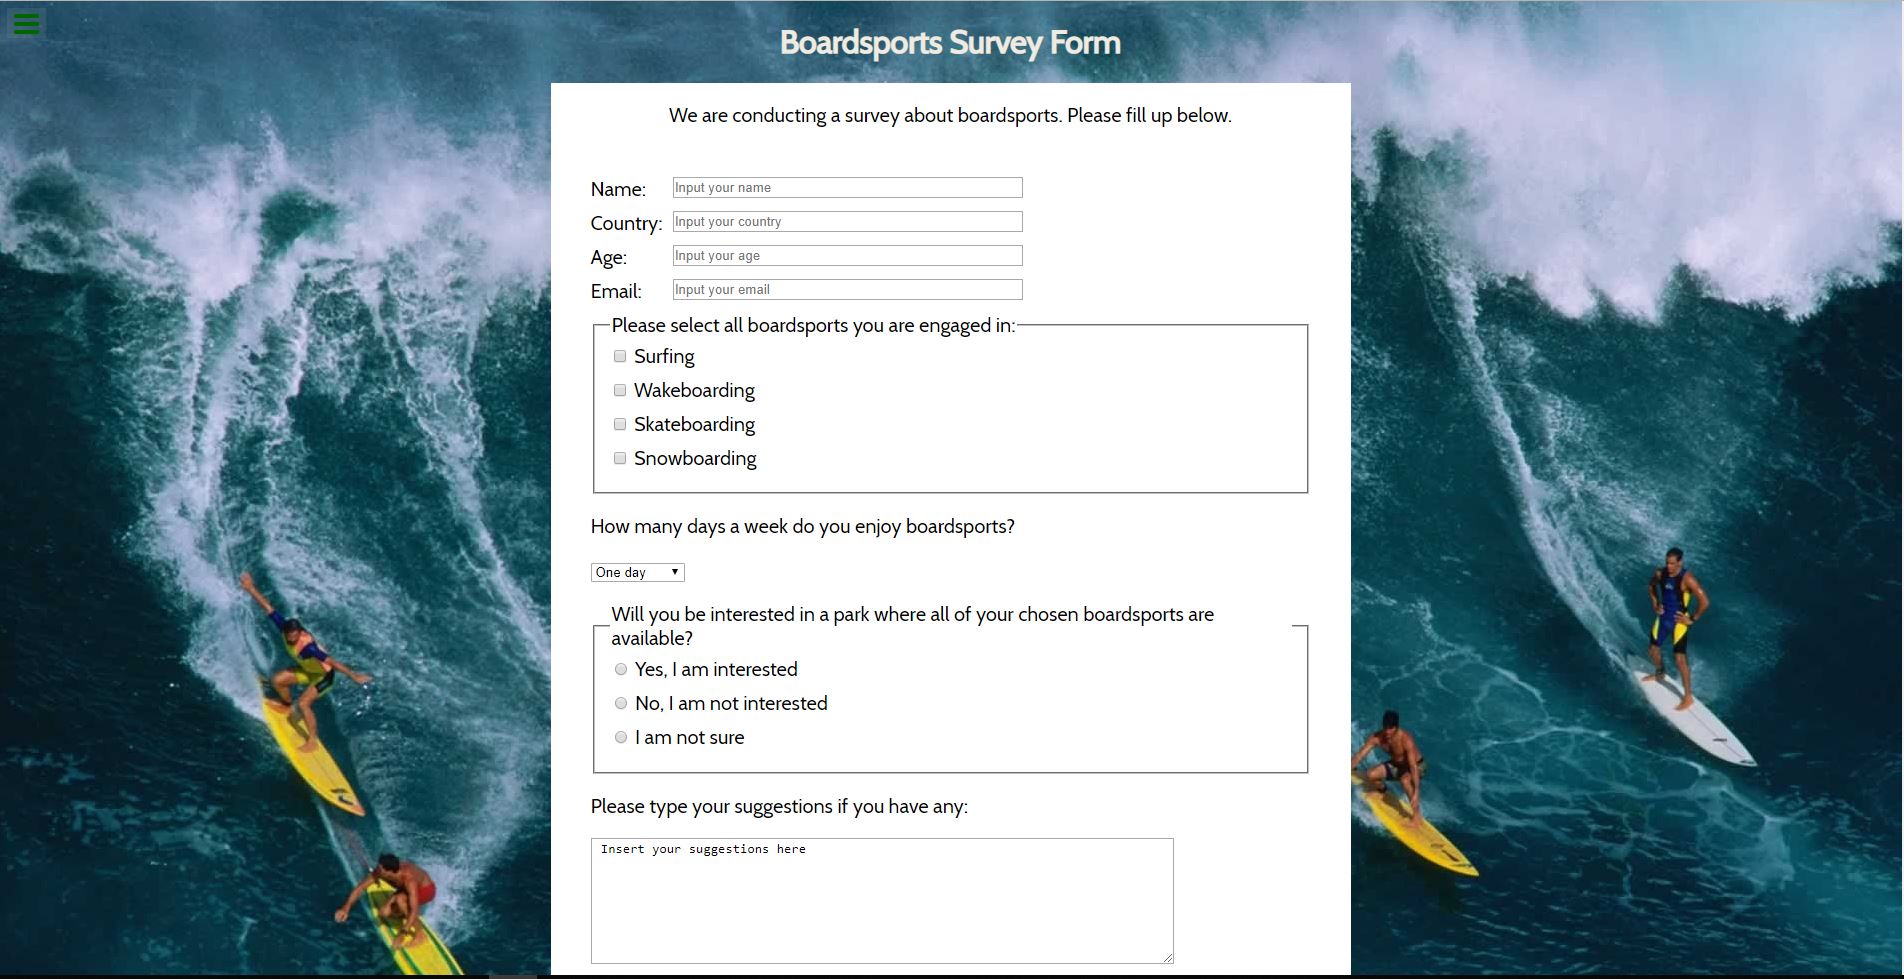 Boardsports Survey Form
We are conducting a survey about boardsports. Please fill up below.
Name: Input your name
Country: Input your country
Age: Input your age
Email: Input your email
Please select all boardsports you are engaged in:
Surfing
Wakeboarding
Skateboarding
Snowboarding
How many days a week do you enjoy boardsports?
One day
Will you be interested in a park where all of your chosen boardsports are
available?
Yes, I am interested
No, I am not interested
I am not sure
Please type your suggestions if you have any:
Insert your suggestions here